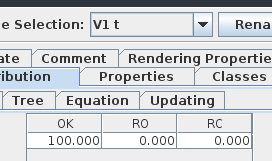 e Selection: V1 t Rena
ate Comment Rendering Propertie
ribution Properties Classes
Tree Equation Updating
OK RO RC
100.000 0.000 0.000